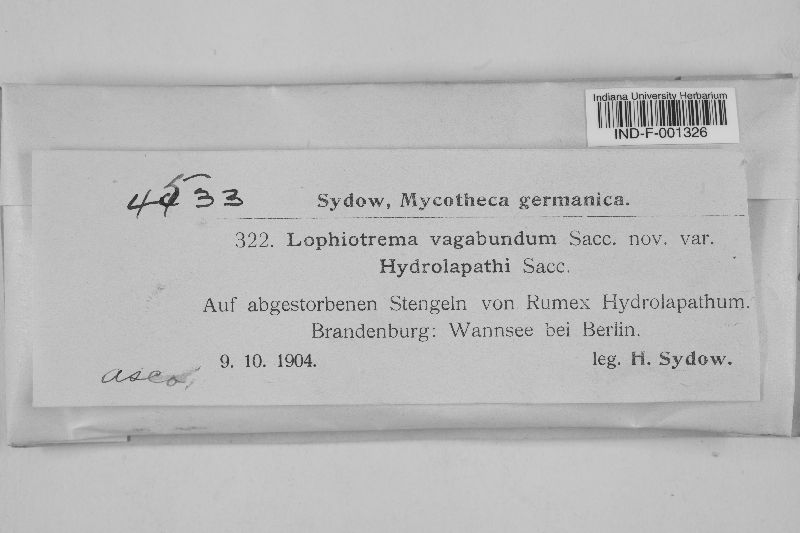 Indiana University Herbarium
IND-F-001326
4533
Sydow, Mycotheca germanica.
322. Lophiotrema vagabundum Sacc. nov. var.
Hydrolapathi Sacc.
Auf abgestorbenen Stengeln von Rumex Hydrolapathum.
Brandenburg: Wannsee bei Berlin.
9. 10. 1904. leg. H. Sydow.
asco,